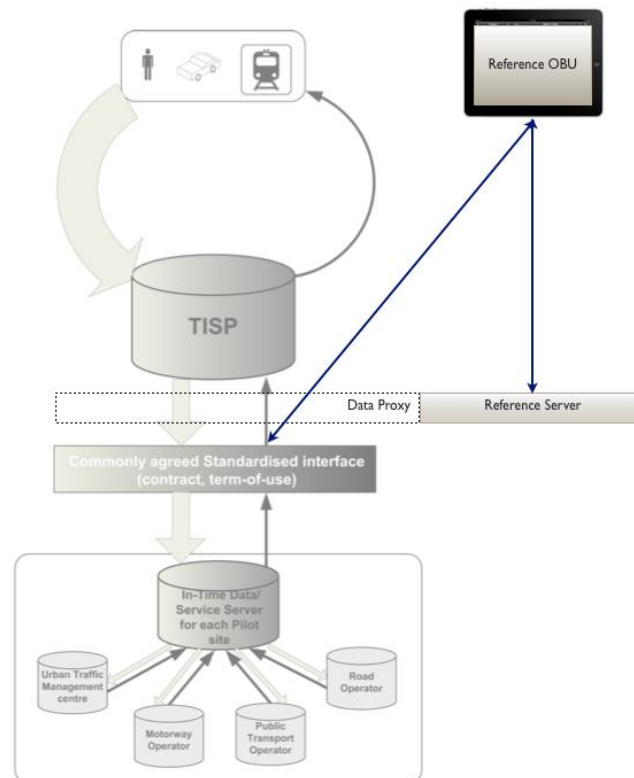 Reference OBU
TISP
Data Proxy
Reference Server
Commonly agreed Standardised interface
(contract, term-of-use)
In-Time Data/
Service Server
for each Pilot
site
Urban Traffic
Management
centre
Road
Operator
Motorway
Operator
Public
Transport
Operator